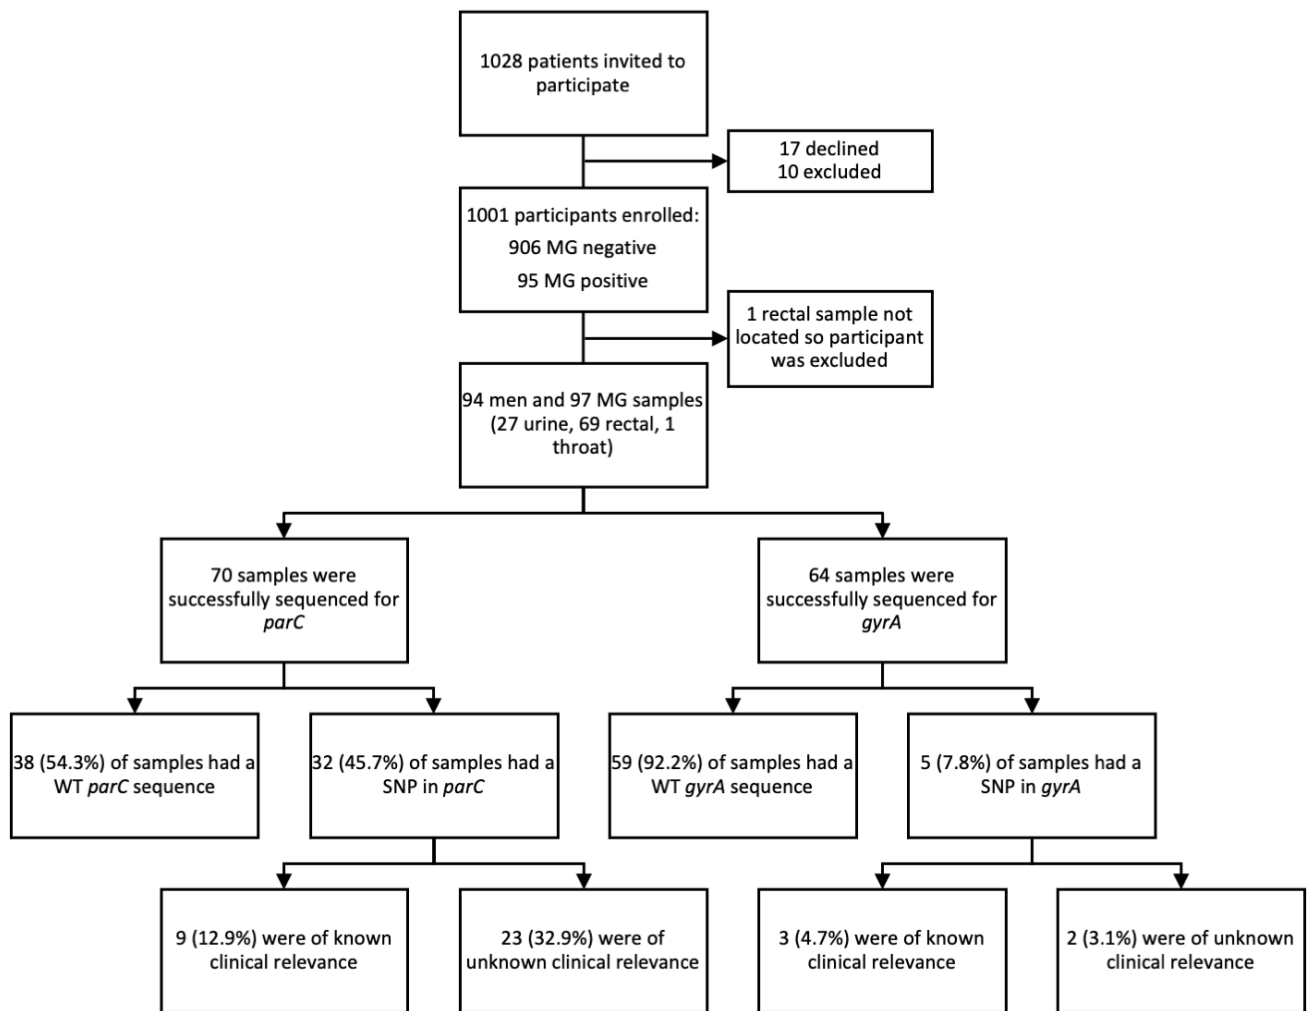 1028 patients invited to
participate
17 declined
10 excluded
1001 participants enrolled:
906 MG negative
95 MG positive
1 rectal sample not
located so participant
was excluded
94 men and 97 MG samples
(27 urine, 69 rectal, 1
throat)
70 samples were
successfully sequenced for
parC
64 samples were
successfully sequenced for
gyrA
38 (54.3%) of samples had a
WT parC sequence
32 (45.7%) of samples had a
SNP in parC
59 (92.2%) of samples had a
WT gyrA sequence
5 (7.8%) of samples had a
SNP in gyrA
9 (12.9%) were of known
clinical relevance
23 (32.9%) were of
unknown clinical relevance
3 (4.7%) were of known
clinical relevance
2 (3.1%) were of unknown
clinical relevance